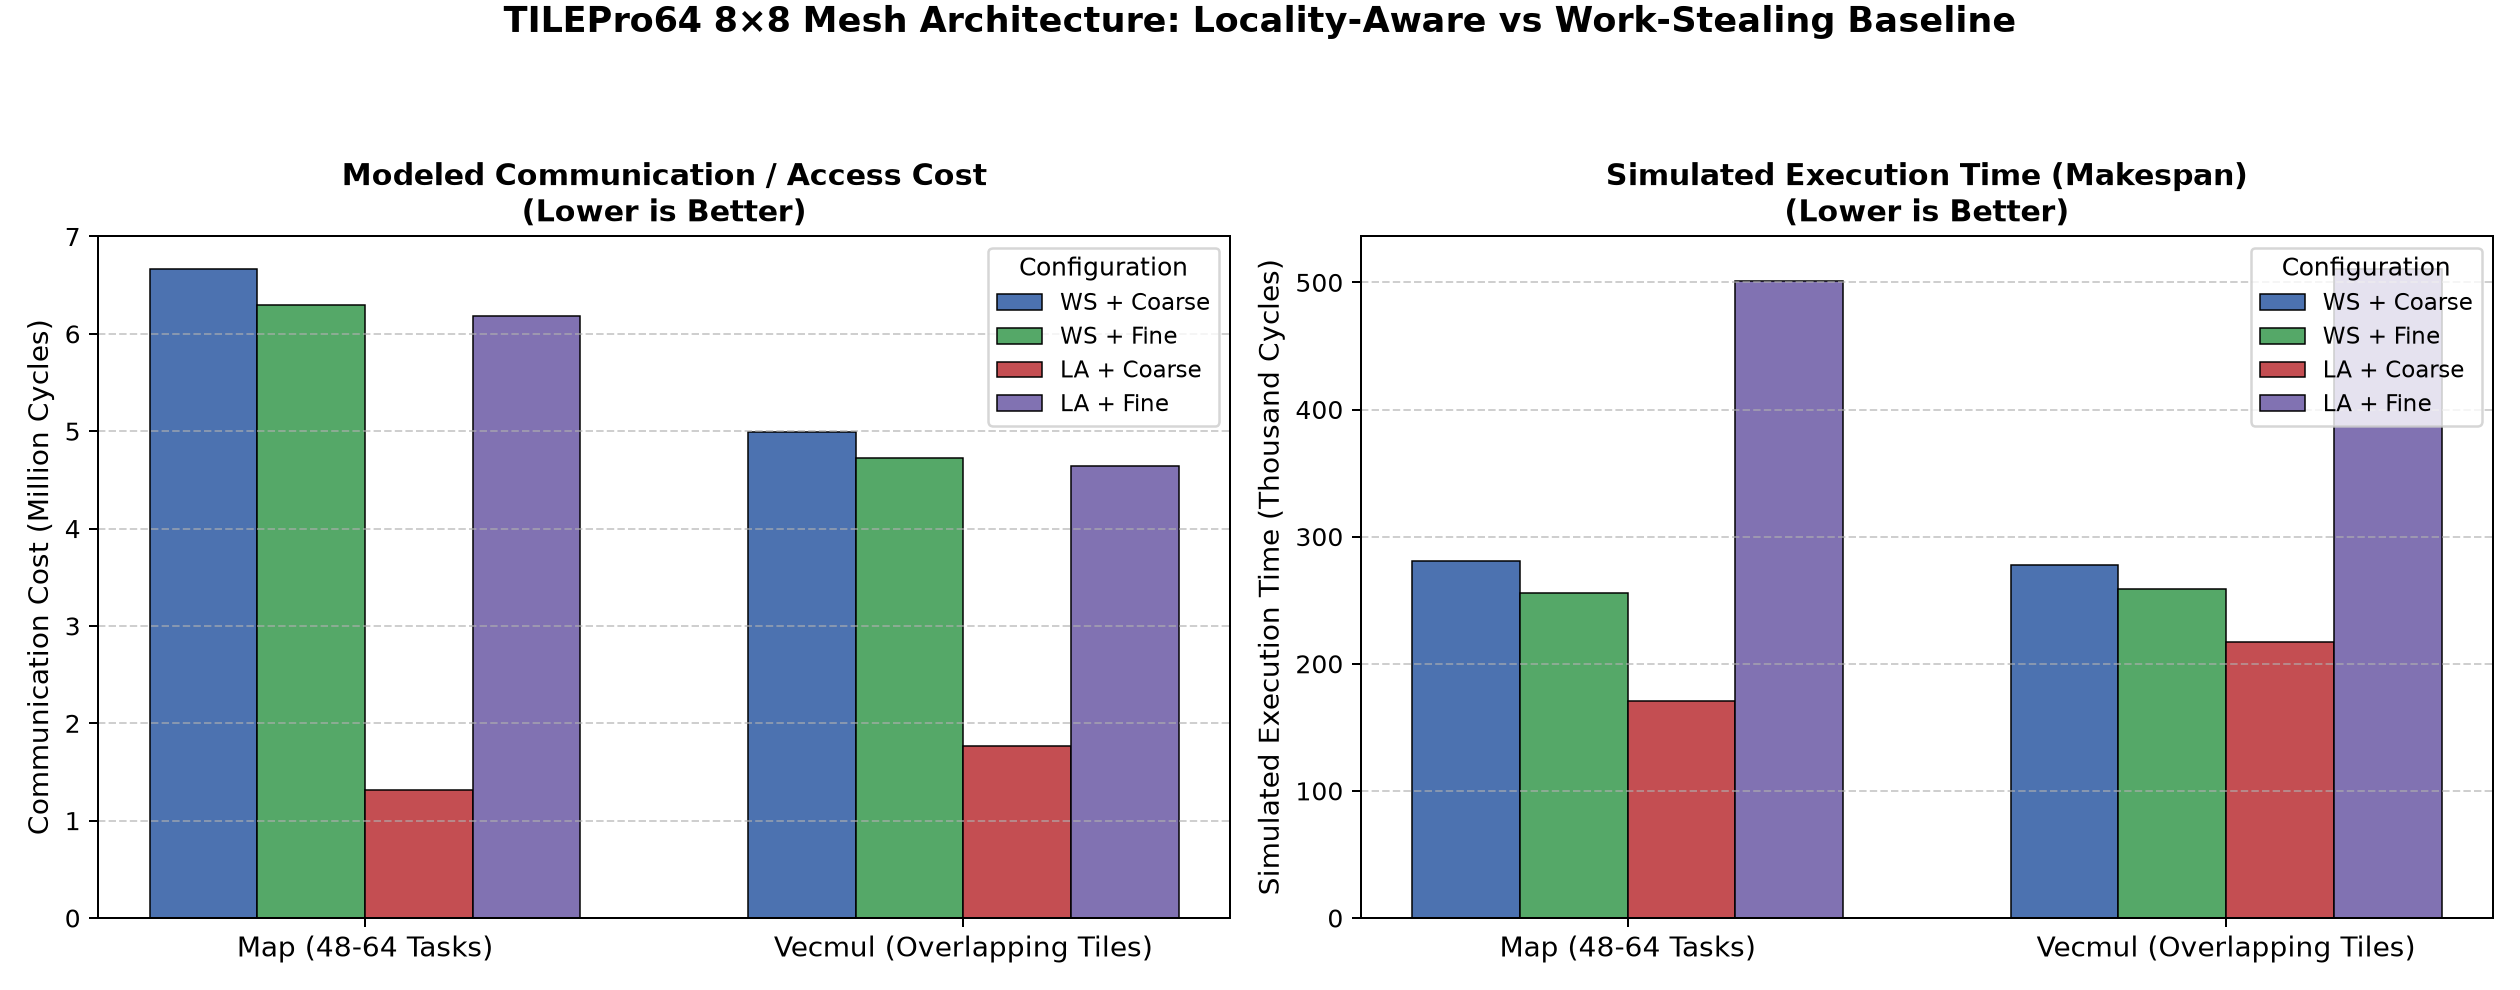 TILEPro64 8×8 Mesh Architecture: Locality-Aware vs Work-Stealing Baseline
Modeled Communication / Access Cost
(Lower is Better)
Communication Cost (Million Cycles)
7
6
5
4
3
2
1
0
Configuration
WS + Coarse
WS + Fine
LA + Coarse
LA + Fine
Map (48-64 Tasks)
Vecmul (Overlapping Tiles)
Simulated Execution Time (Makespan)
(Lower is Better)
Simulated Execution Time (Thousand Cycles)
500
400
300
200
100
0
Configuration
WS + Coarse
WS + Fine
LA + Coarse
LA + Fine
Map (48-64 Tasks)
Vecmul (Overlapping Tiles)